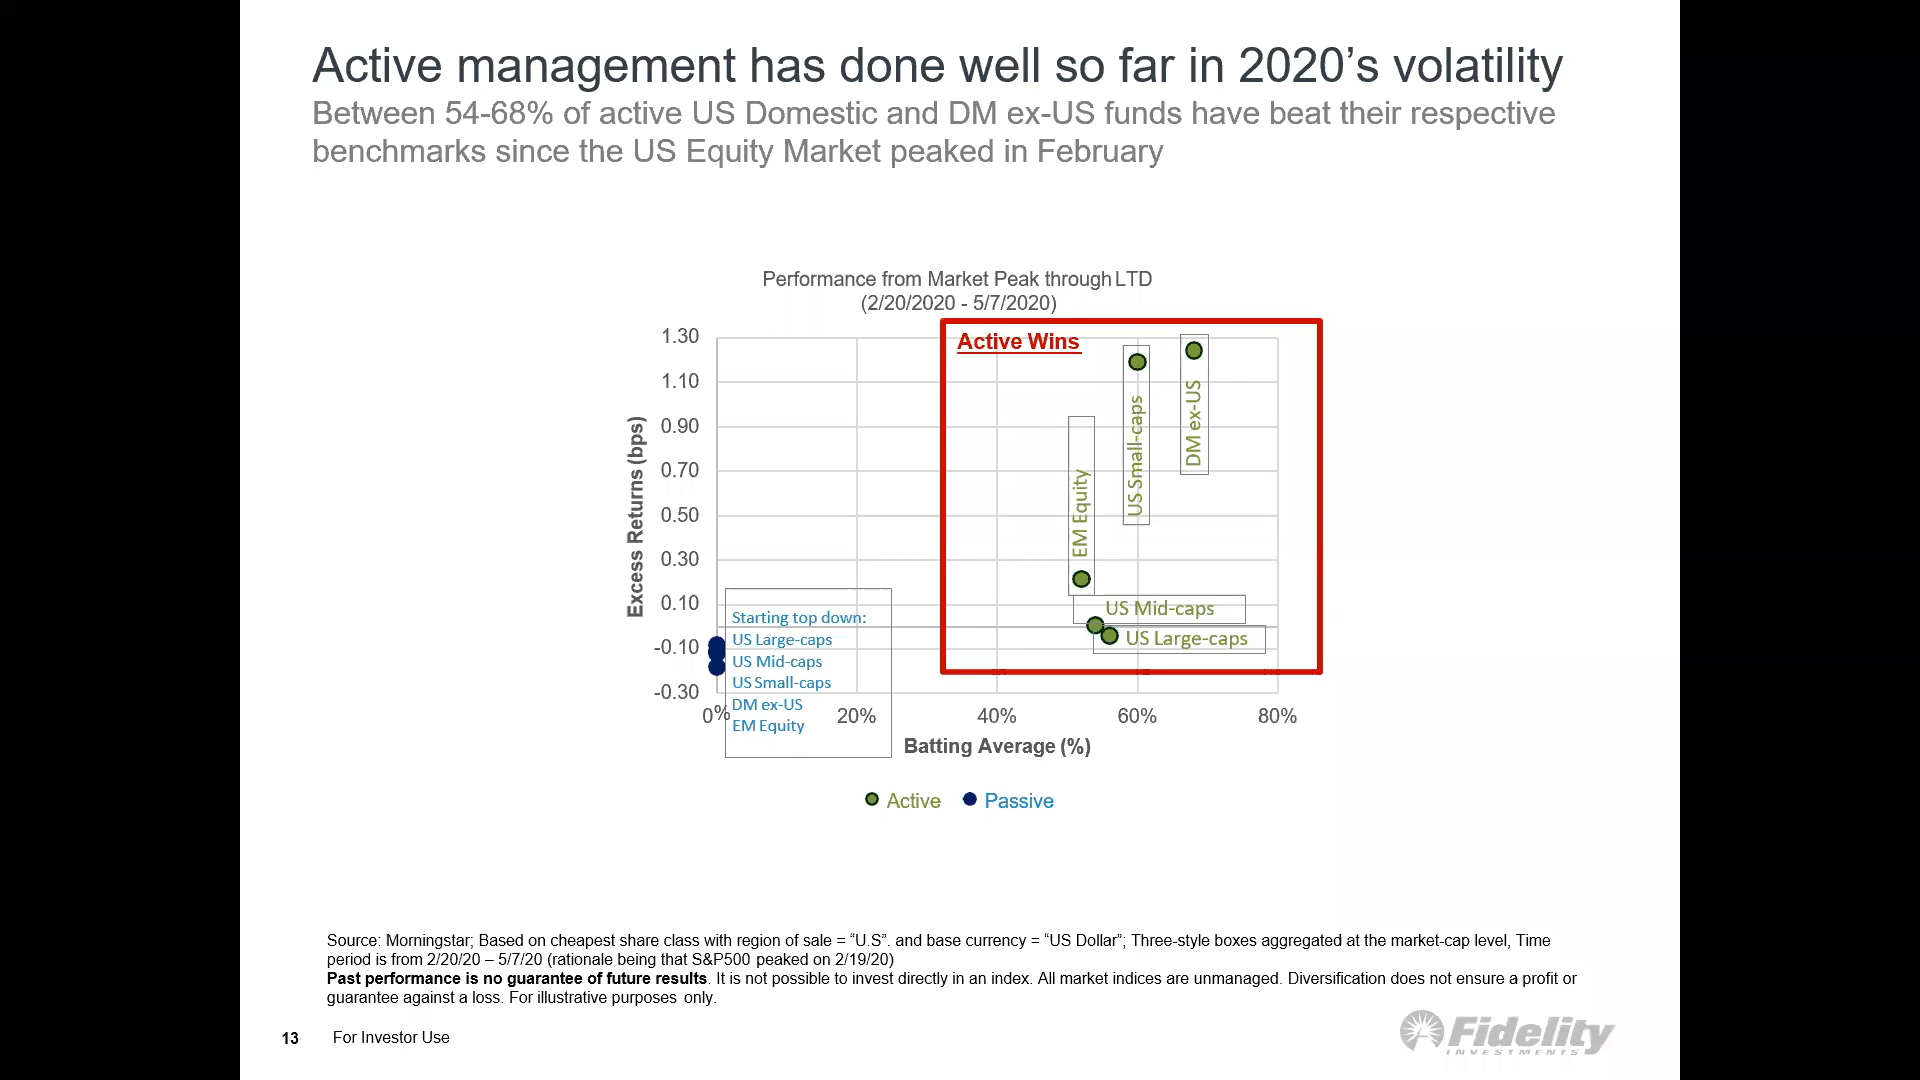 Active management has done well so far in 2020’s volatility
Between 54-68% of active US Domestic and DM ex-US funds have beat their respective
benchmarks since the US Equity Market peaked in February
Performance from Market Peak through LTD
(2/20/2020 - 5/7/2020)
Active Wins
1.30
1.10
0.90
0.70
0.50
0.30
0.10
-0.10
-0.30
Excess Returns (bps)
EM Equity
US Small-caps
DM ex-US
US Mid-caps
US Large-caps
Starting top down:
US Large-caps
US Mid-caps
US Small-caps
DM ex-US
EM Equity
0% 20% 40% 60% 80%
Batting Average (%)
Active Passive
Source: Morningstar; Based on cheapest share class with region of sale = “U.S”. and base currency = “US Dollar”; Three-style boxes aggregated at the market-cap level, Time
period is from 2/20/20 – 5/7/20 (rationale being that S&P500 peaked on 2/19/20)
Past performance is no guarantee of future results. It is not possible to invest directly in an index. All market indices are unmanaged. Diversification does not ensure a profit or
guarantee against a loss. For illustrative purposes only.
13 For Investor Use
Fidelity
INVESTMENTS